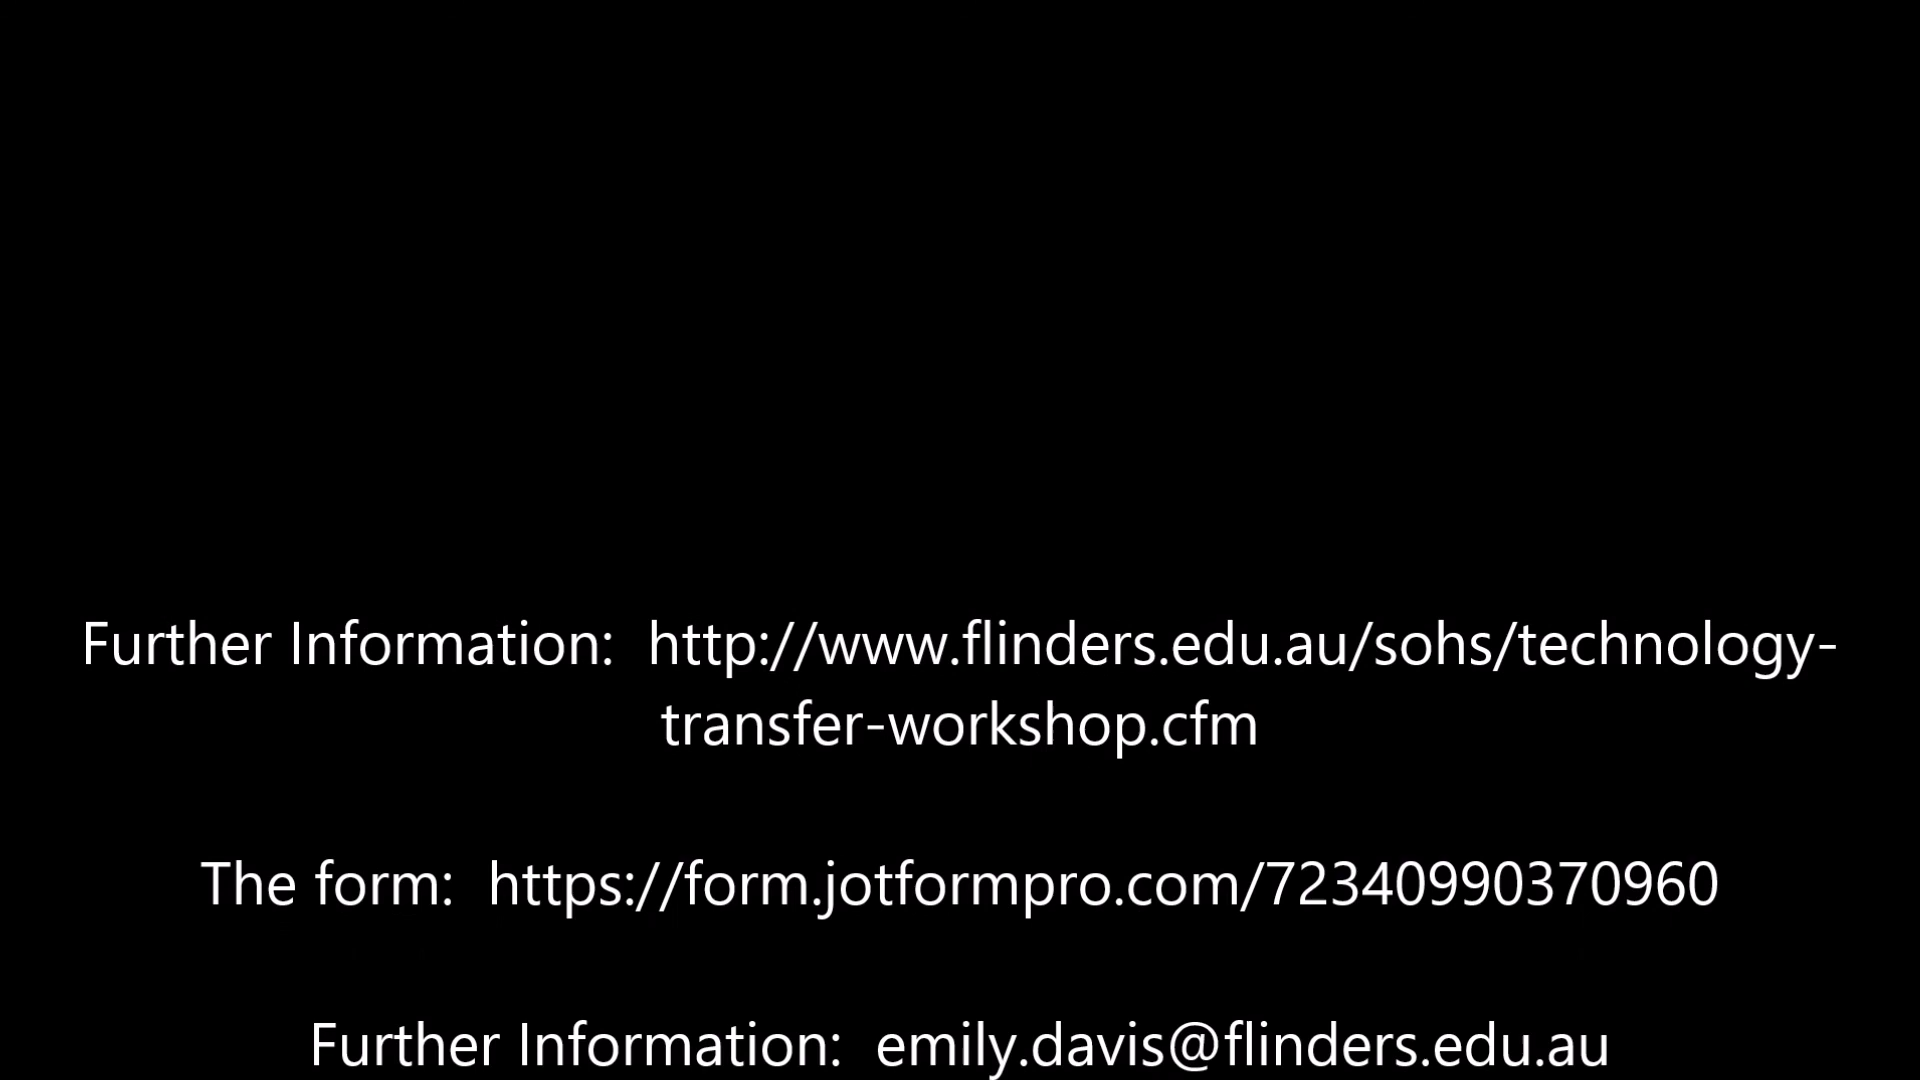 Further Information:  http://www.flinders.edu.au/sohs/technology-
transfer-workshop.cfm
The form:  https://form.jotformpro.com/72340990370960
Further Information:  emily.davis@flinders.edu.au